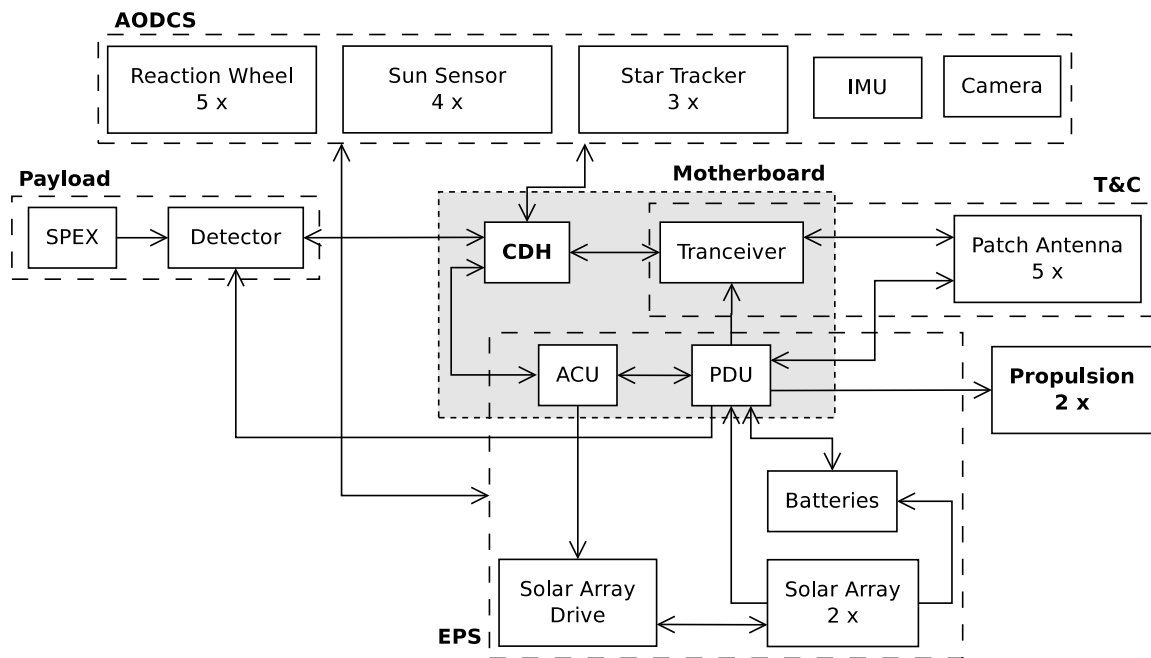 AODCS
Reaction Wheel
5 x
Sun Sensor
4 x
Star Tracker
3 x
IMU
Camera
Payload
SPEX
Detector
Motherboard
CDH
T&C
Tranceiver
Patch Antenna
5 x
ACU
PDU
Propulsion
2 x
Batteries
Solar Array
Drive
Solar Array
2 x
EPS